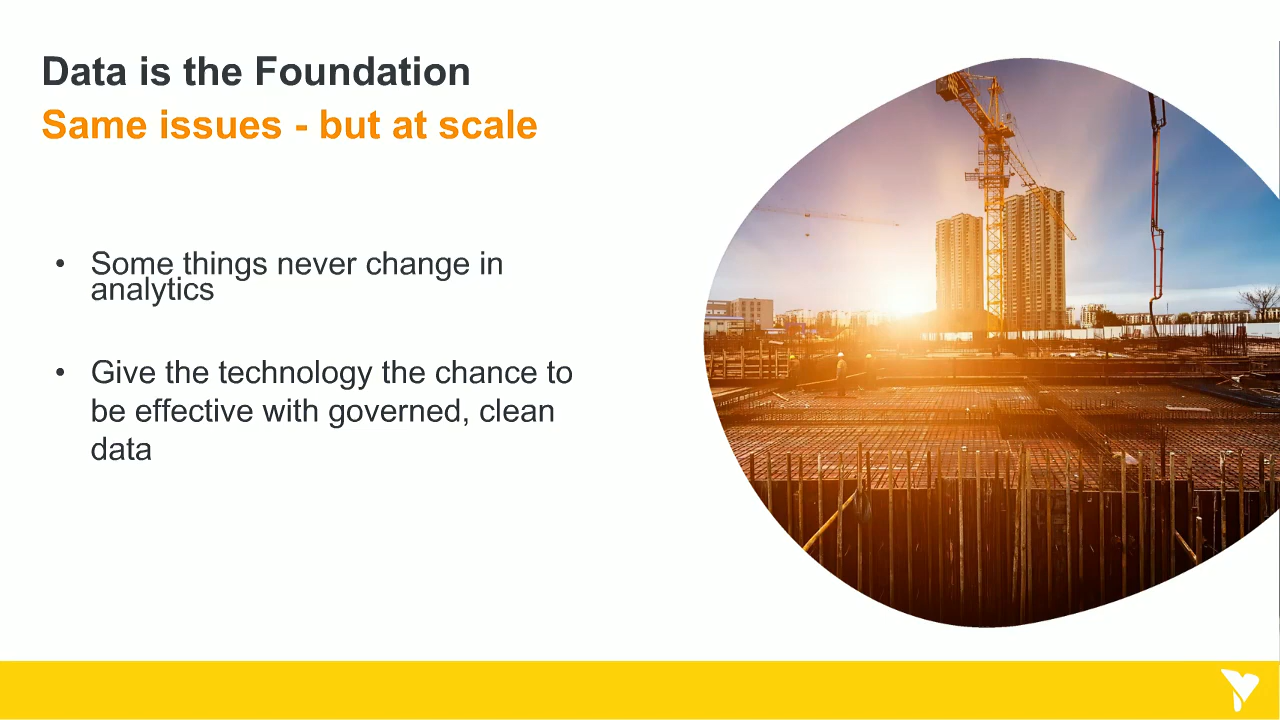 Data is the Foundation
Same issues - but at scale
• Some things never change in
analytics
• Give the technology the chance to
be effective with governed, clean
data